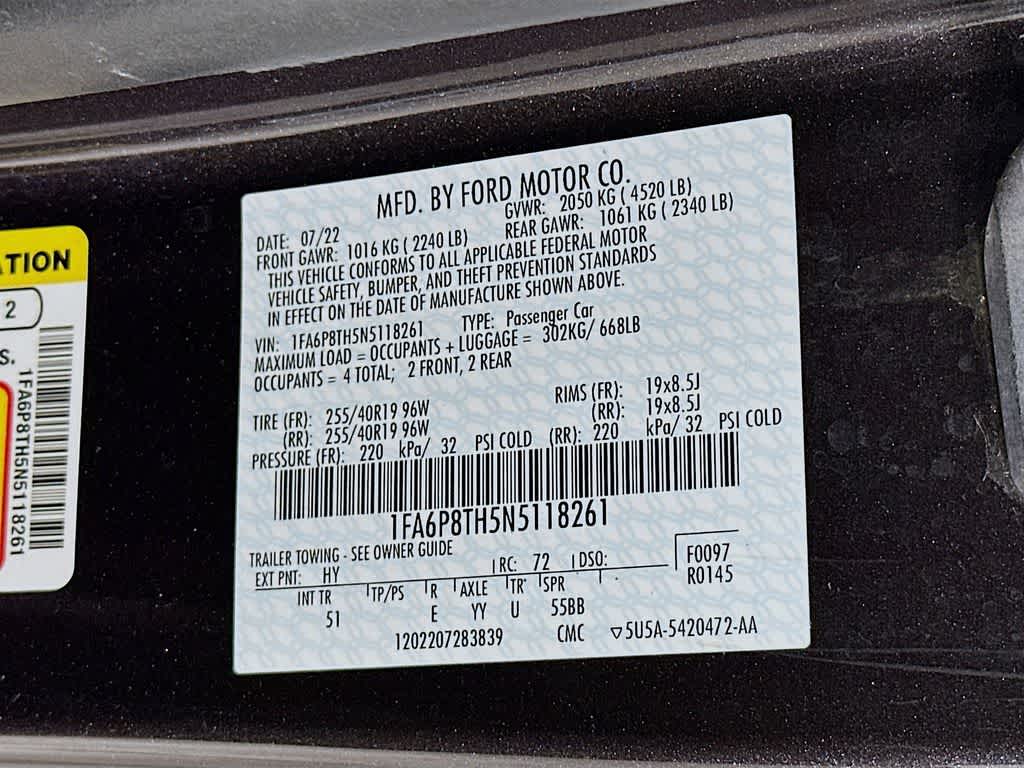 MFD. BY FORD MOTOR CO.
DATE: 07/22 GVWR: 2050 KG ( 4520 LB)
FRONT GAWR: 1016 KG ( 2240 LB) REAR GAWR: 1061 KG ( 2340 LB)
THIS VEHICLE CONFORMS TO ALL APPLICABLE FEDERAL MOTOR
VEHICLE SAFETY, BUMPER, AND THEFT PREVENTION STANDARDS
IN EFFECT ON THE DATE OF MANUFACTURE SHOWN ABOVE.
VIN: 1FA6P8TH5N5118261 TYPE: Passenger Car
MAXIMUM LOAD = OCCUPANTS + LUGGAGE = 302KG/ 668LB
OCCUPANTS = 4 TOTAL; 2 FRONT, 2 REAR
TIRE (FR): 255/40R19 96W RIMS (FR): 19x8.5J
(RR): 255/40R19 96W (RR): 19x8.5J
PRESSURE (FR): 220 kPa/ 32 PSI COLD (RR): 220 kPa/ 32 PSI COLD
1FA6P8TH5N5118261
TRAILER TOWING - SEE OWNER GUIDE
EXT PNT: HY RC: 72 DSO: F0097
R0145
INT TR TP/PS R AXLE TR SPR
51 E YY U 55BB
1202207283839 CMC ▽5U5A-5420472-AA
ATION
2
S.
1FA6P8TH5N5118261